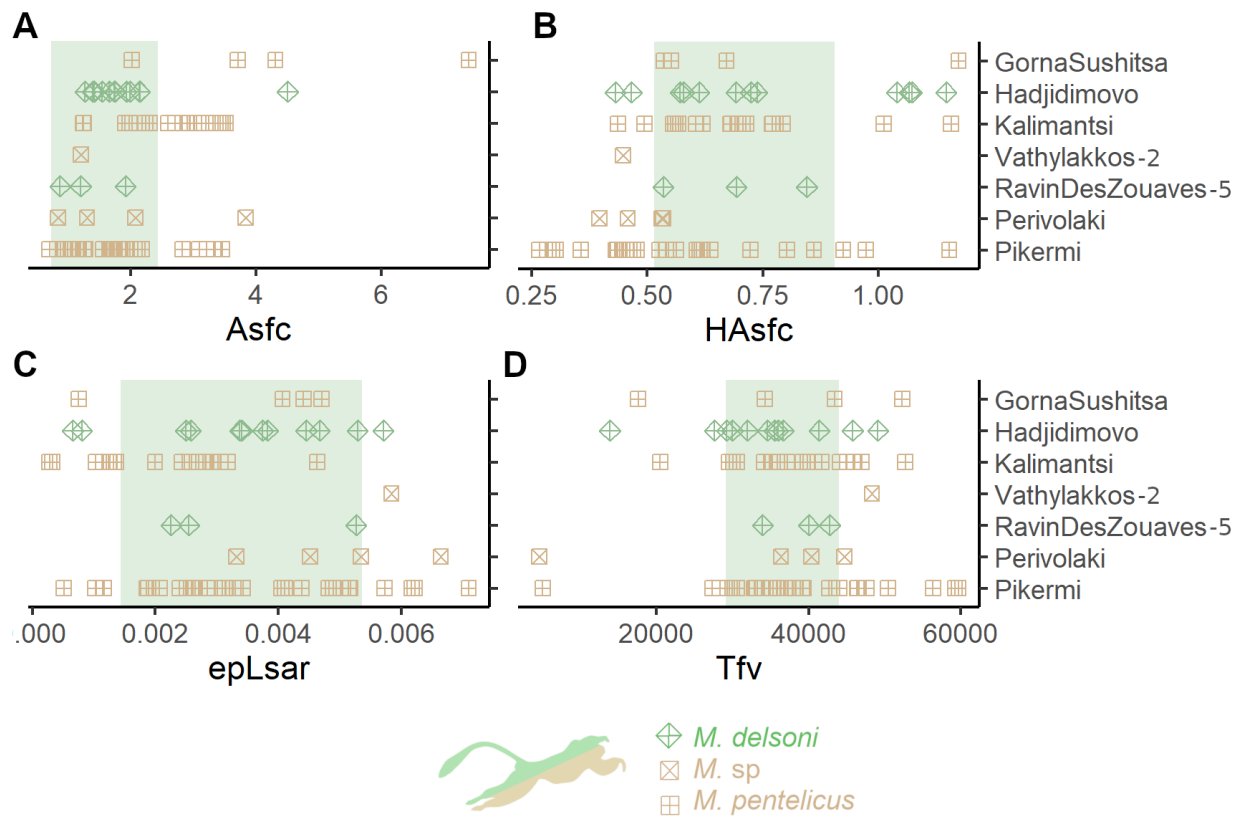 A
B
GornaSushitsa
Hadjidimovo
Kalimantsi
Vathylakkos-2
RavinDesZouaves-5
Perivolaki
Pikermi
2
4
6
0.25
0.50
0.75
1.00
Asfc
HAsfc
C
D
GornaSushitsa
Hadjidimovo
Kalimantsi
Vathylakkos-2
RavinDesZouaves-5
Perivolaki
Pikermi
.000
0.002
0.004
0.006
20000
40000
60000
epLsar
Tfv
M. delsoni
M. sp
M. pentelicus